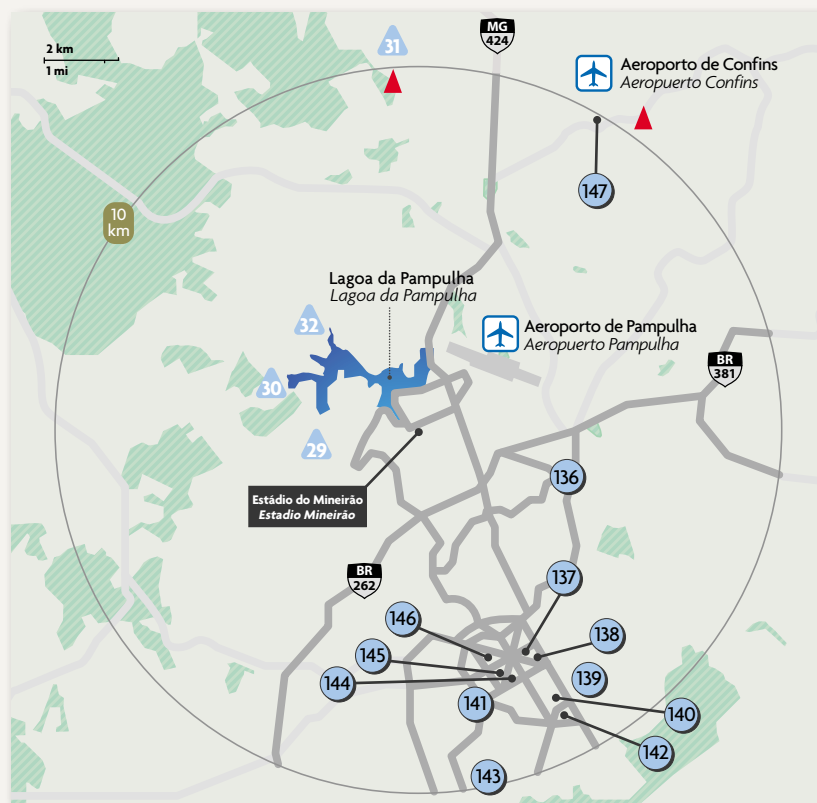 2 km
1 mi
31
MG
424
Aeroporto de Confins
Aeropuerto Confins
147
10
km
Lagoa da Pampulha
Lagoa da Pampulha
32
Aeroporto de Pampulha
Aeropuerto Pampulha
BR
381
30
29
Estádio do Mineirão
Estadio Mineirão
136
BR
262
137
146
138
145
144
139
141
140
142
143